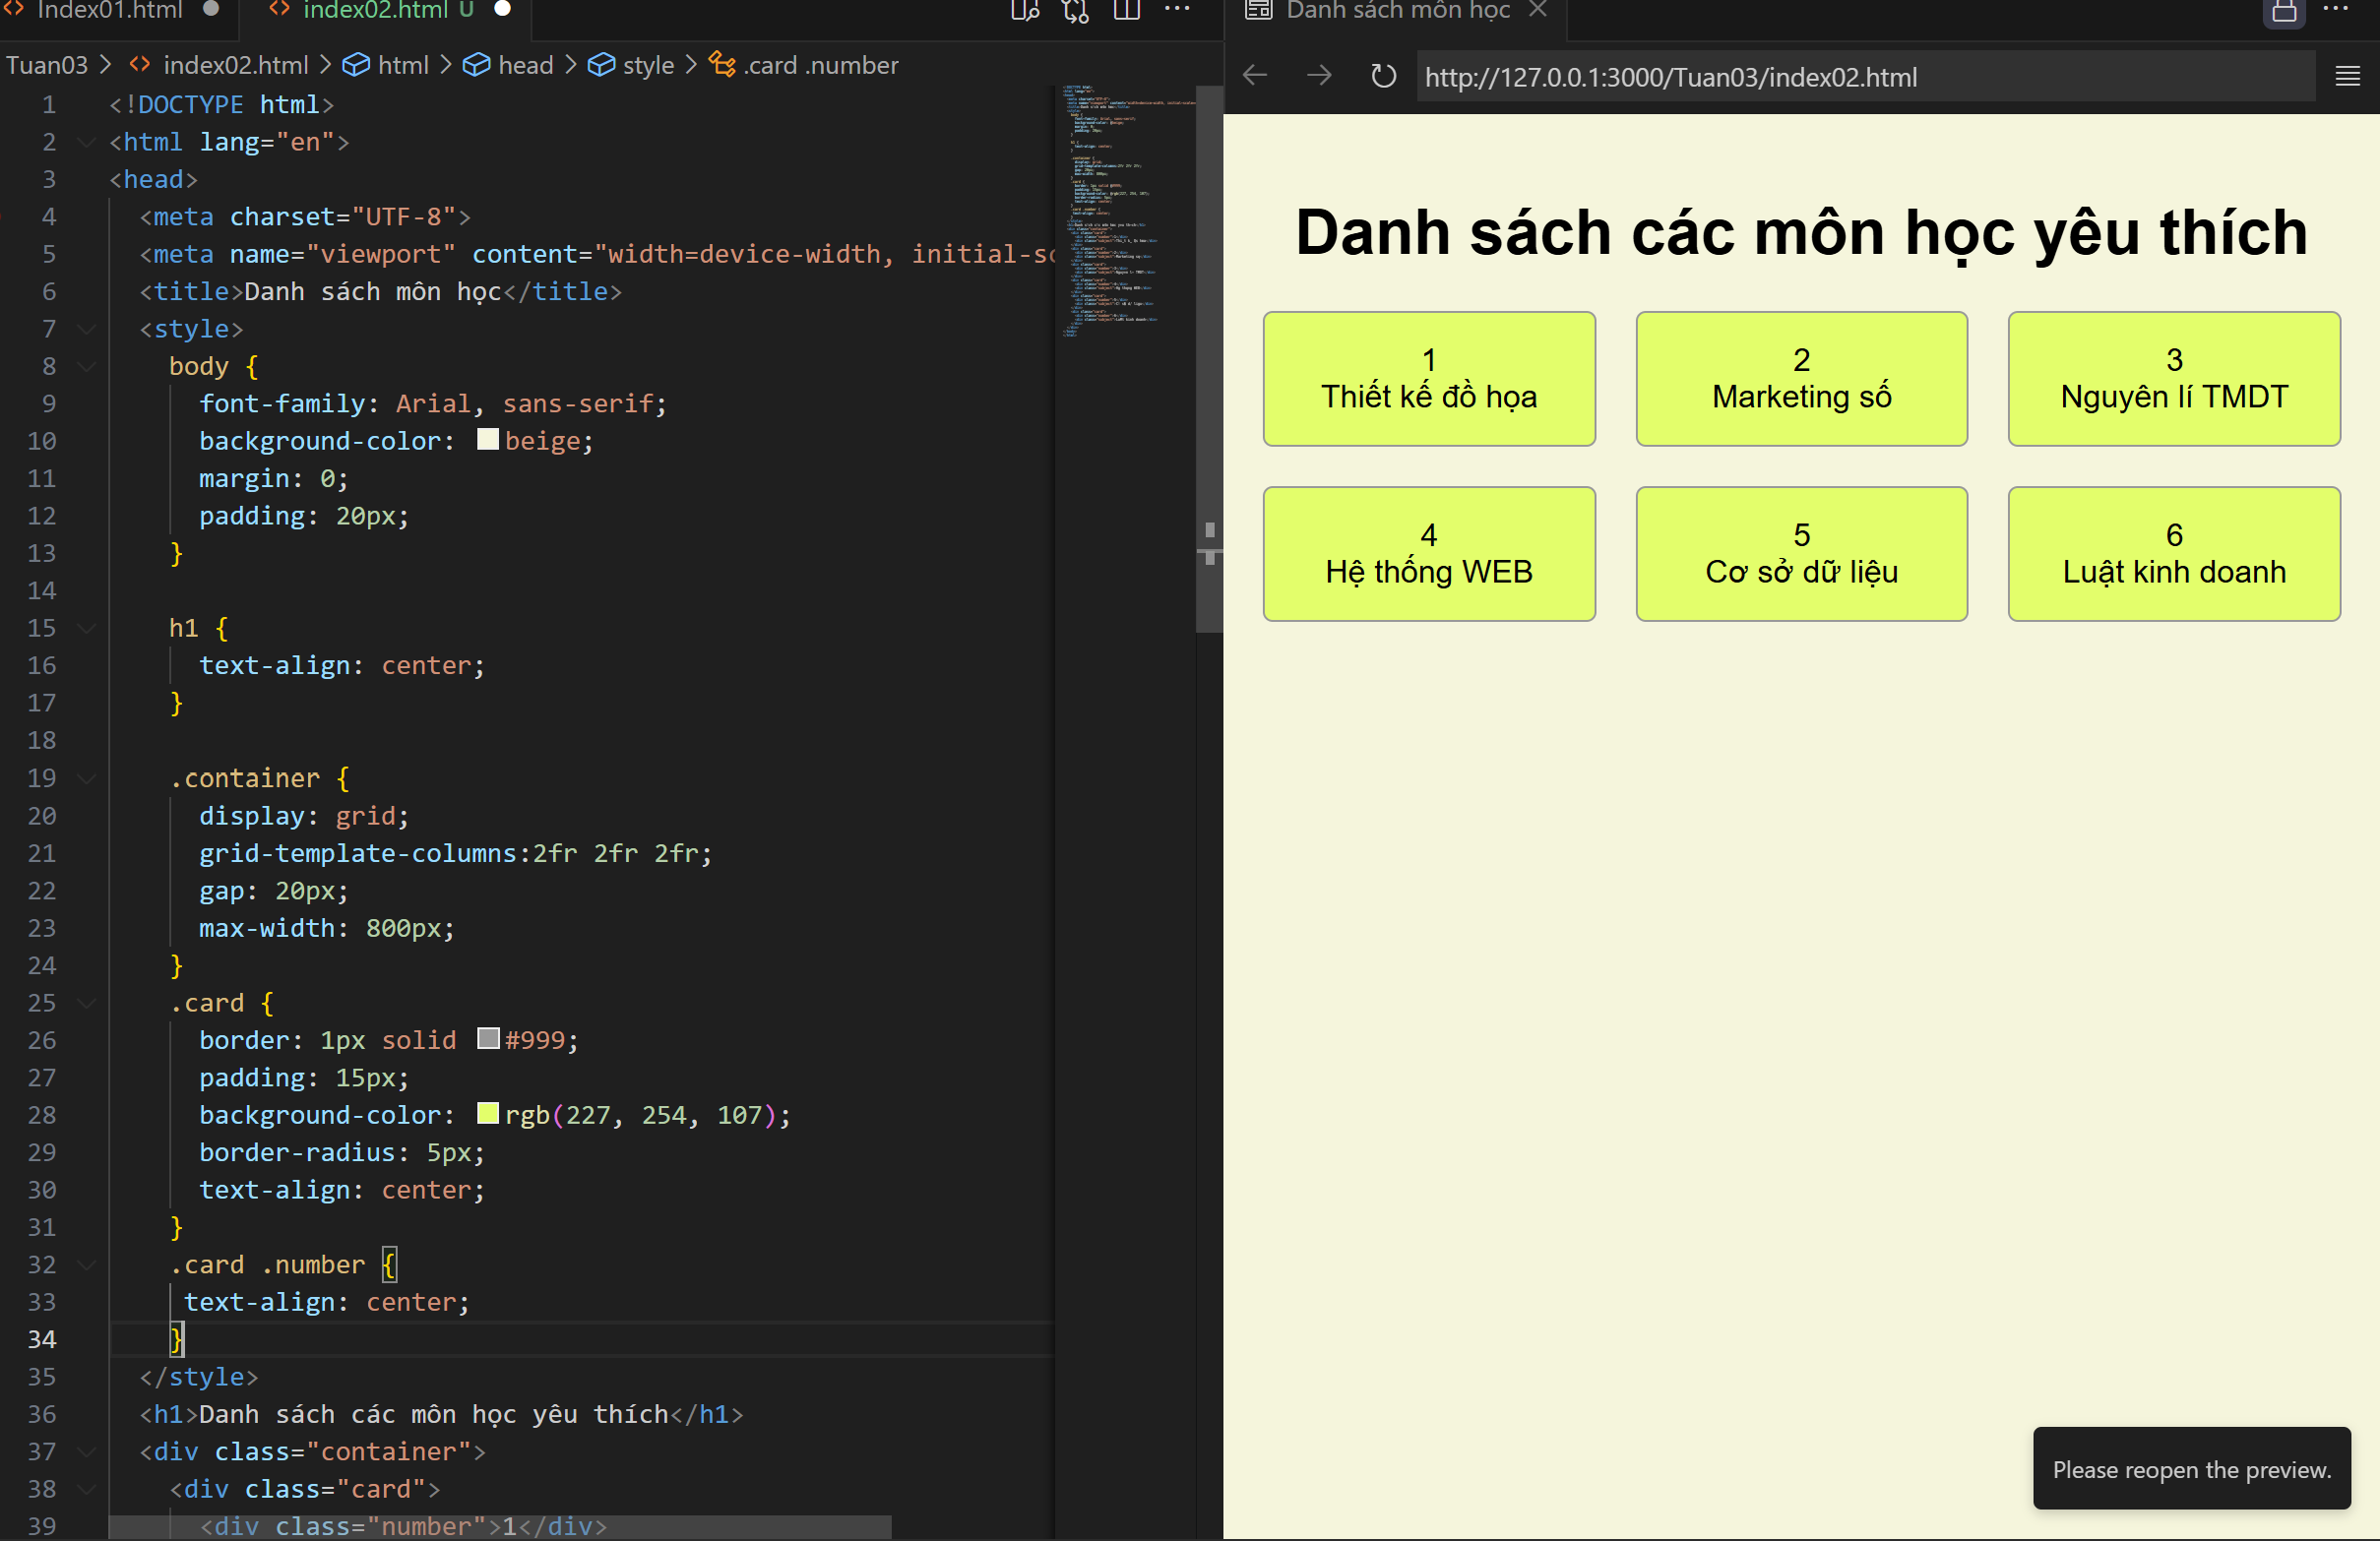 Index01.html
index02.html U
Danh sách môn học
Tuan03 > index02.html > html > head > style > .card .number
http://127.0.0.1:3000/Tuan03/index02.html
1 <!DOCTYPE html>
2 <html lang="en">
3 <head>
4 <meta charset="UTF-8">
5 <meta name="viewport" content="width=device-width, initial-sc
6 <title>Danh sách môn học</title>
7 <style>
8 body {
9 font-family: Arial, sans-serif;
10 background-color: beige;
11 margin: 0;
12 padding: 20px;
13 }
14
15 h1 {
16 text-align: center;
17 }
18
19 .container {
20 display: grid;
21 grid-template-columns:2fr 2fr 2fr;
22 gap: 20px;
23 max-width: 800px;
24 }
25 .card {
26 border: 1px solid #999;
27 padding: 15px;
28 background-color: rgb(227, 254, 107);
29 border-radius: 5px;
30 text-align: center;
31 }
32 .card .number {
33 text-align: center;
34 }
35 </style>
36 <h1>Danh sách các môn học yêu thích</h1>
37 <div class="container">
38 <div class="card">
39 <div class="number">1</div>
Danh sách các môn học yêu thích
1
Thiết kế đồ họa
2
Marketing số
3
Nguyên lí TMDT
4
Hệ thống WEB
5
Cơ sở dữ liệu
6
Luật kinh doanh
Please reopen the preview.